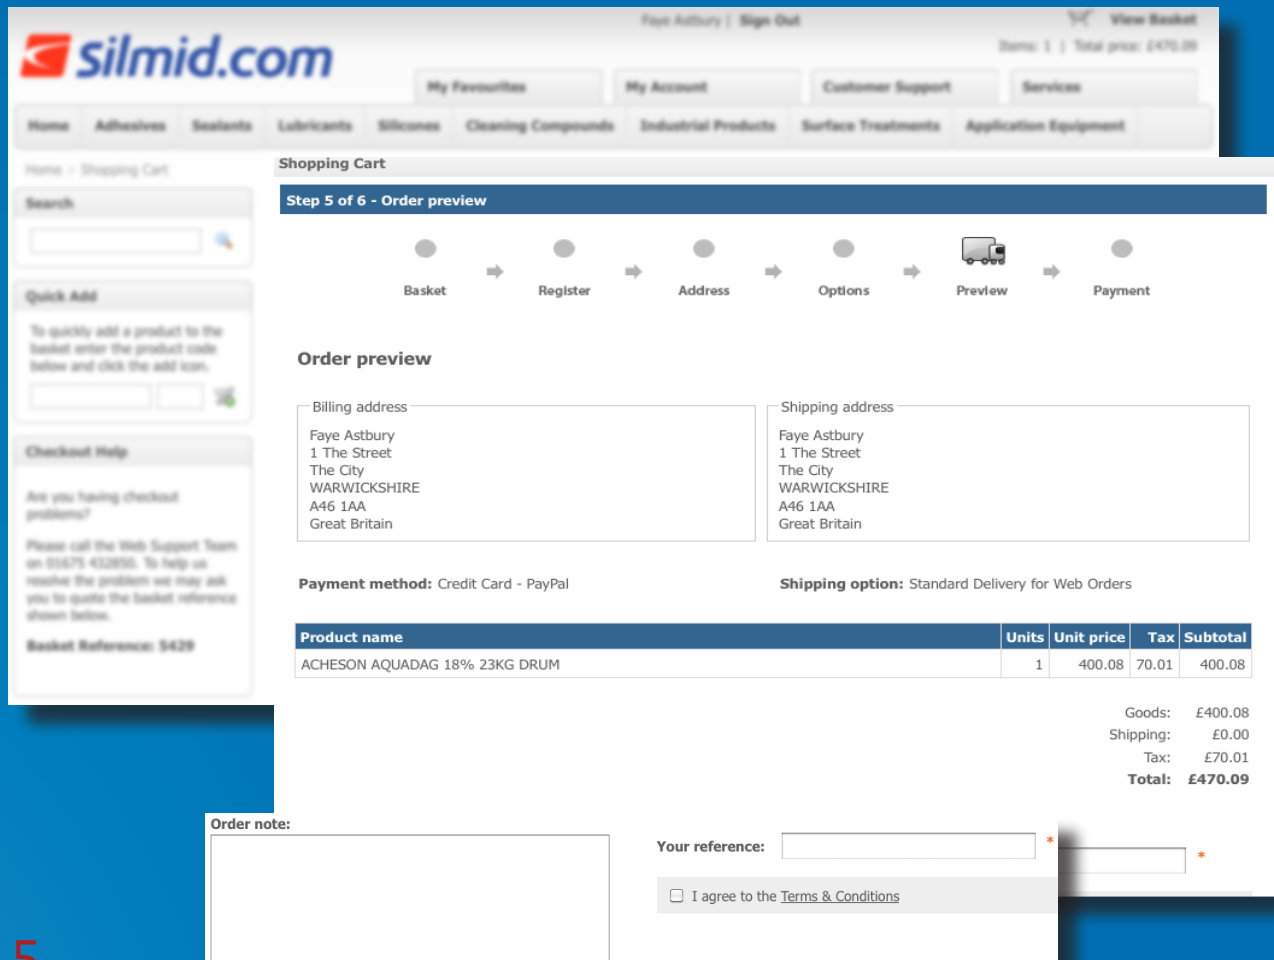 Faye Astbury | Sign Out
View Basket
Items: 1 | Total price: £470.09
Silmid.com
My Favourites
My Account
Customer Support
Services
Home
Adhesives
Sealants
Lubricants
Silicones
Cleaning Compounds
Industrial Products
Surface Treatments
Application Equipment
Home > Shopping Cart
Search
Quick Add
To quickly add a product to the
basket enter the product code
below and click the add icon.
Checkout Help
Are you having checkout
problems?
Please call the Web Support Team
on 01675 432850. To help us
resolve the problem we may ask
you to quote the basket reference
shown below.
Basket Reference: 5429
Shopping Cart
Step 5 of 6 - Order preview
Basket
Register
Address
Options
Preview
Payment
Order preview
Billing address
Faye Astbury
1 The Street
The City
WARWICKSHIRE
A46 1AA
Great Britain
Shipping address
Faye Astbury
1 The Street
The City
WARWICKSHIRE
A46 1AA
Great Britain
Payment method: Credit Card - PayPal
Shipping option: Standard Delivery for Web Orders
Product name Units Unit price Tax Subtotal
ACHESON AQUADAG 18% 23KG DRUM 1 400.08 70.01 400.08
Goods: £400.08
Shipping: £0.00
Tax: £70.01
Total: £470.09
Order note:
Your reference: *
*
I agree to the Terms & Conditions
5